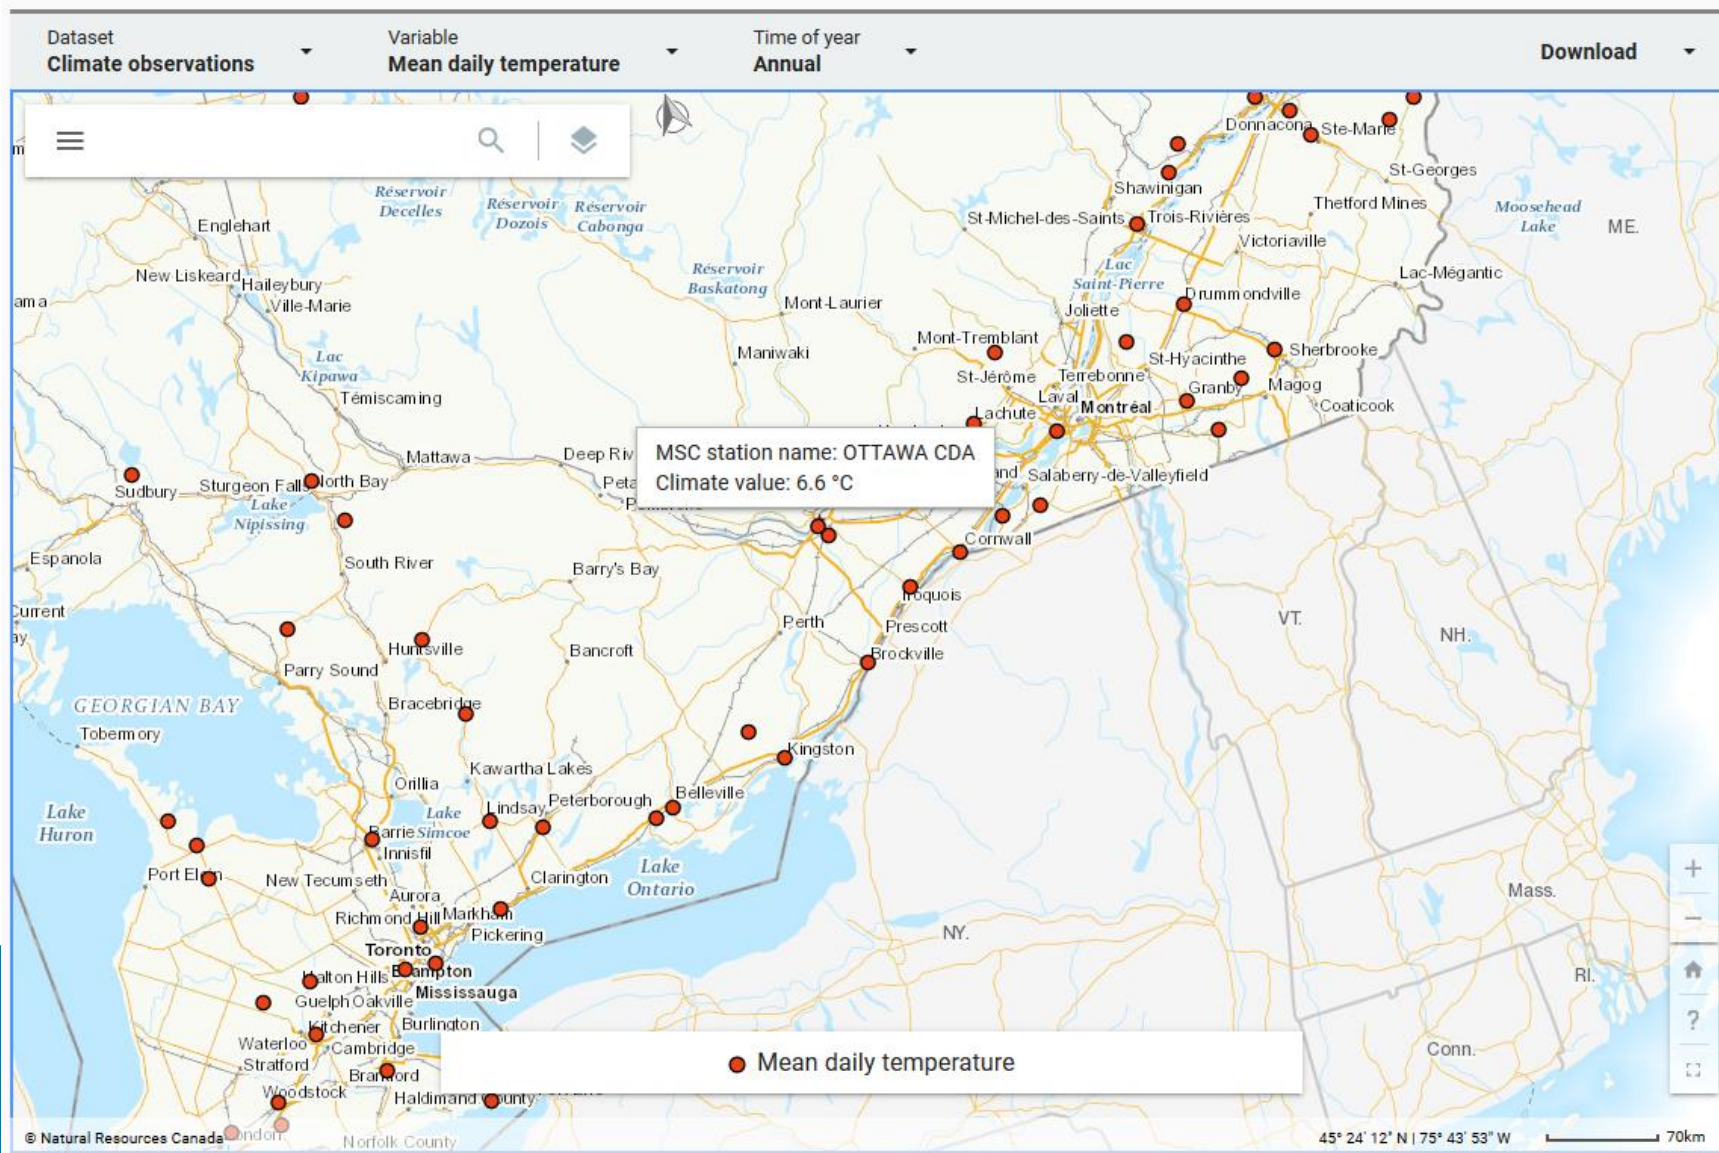 Dataset
Climate observations
Variable
Mean daily temperature
Time of year
Annual
Download
Donnacona
Ste-Marie
St-Georges
Shawinigan
Réservoir
Decelles
Réservoir
Dozois
Réservoir
Cabonga
Thetford Mines
Moosehead
Lake
ME.
St-Michel-des-Saints
Trois-Rivières
Englehart
Victoriaville
Lac
Saint-Pierre
Lac-Mégantic
New Liskeard
Haileybury
Ville-Marie
Réservoir
Baskatong
Mont-Laurier
Drummondville
Joliette
Mont-Tremblant
Maniwaki
St-Hyacinthe
Sherbrooke
Lac
Kipawa
St-Jérôme
Terrebonne
Granby
Magog
Témiscaming
Laval
Montréal
Coaticook
Lachute
MSC station name: OTTAWA CDA
Climate value: 6.6 °C
Mattawa
Deep Riv
Salaberry-de-Valleyfield
Sudbury
Sturgeon Falls
North Bay
Lake
Nipissing
Cornwall
Espanola
South River
Barry's Bay
Iroquois
Current
Perth
Prescott
VT.
NH.
Huntsville
Bancroft
Brockville
Parry Sound
GEORGIAN BAY
Bracebridge
Tobermory
Kingston
Kawartha Lakes
Orillia
Belleville
Lake
Huron
Lake
Simcoe
Lindsay
Peterborough
Barrie
Innisfil
Port Elgin
New Tecumseth
Clarington
Lake
Ontario
Aurora
Richmond Hill
Markham
Pickering
Mass.
NY.
Toronto
Brampton
Halton Hills
Mississauga
RI.
Guelph
Oakville
Kitchener
Burlington
Waterloo
Cambridge
Conn.
Stratford
Brantford
Mean daily temperature
Woodstock
Haldimand County
London
Norfolk County
© Natural Resources Canada
45° 24' 12" N | 75° 43' 53" W
70km